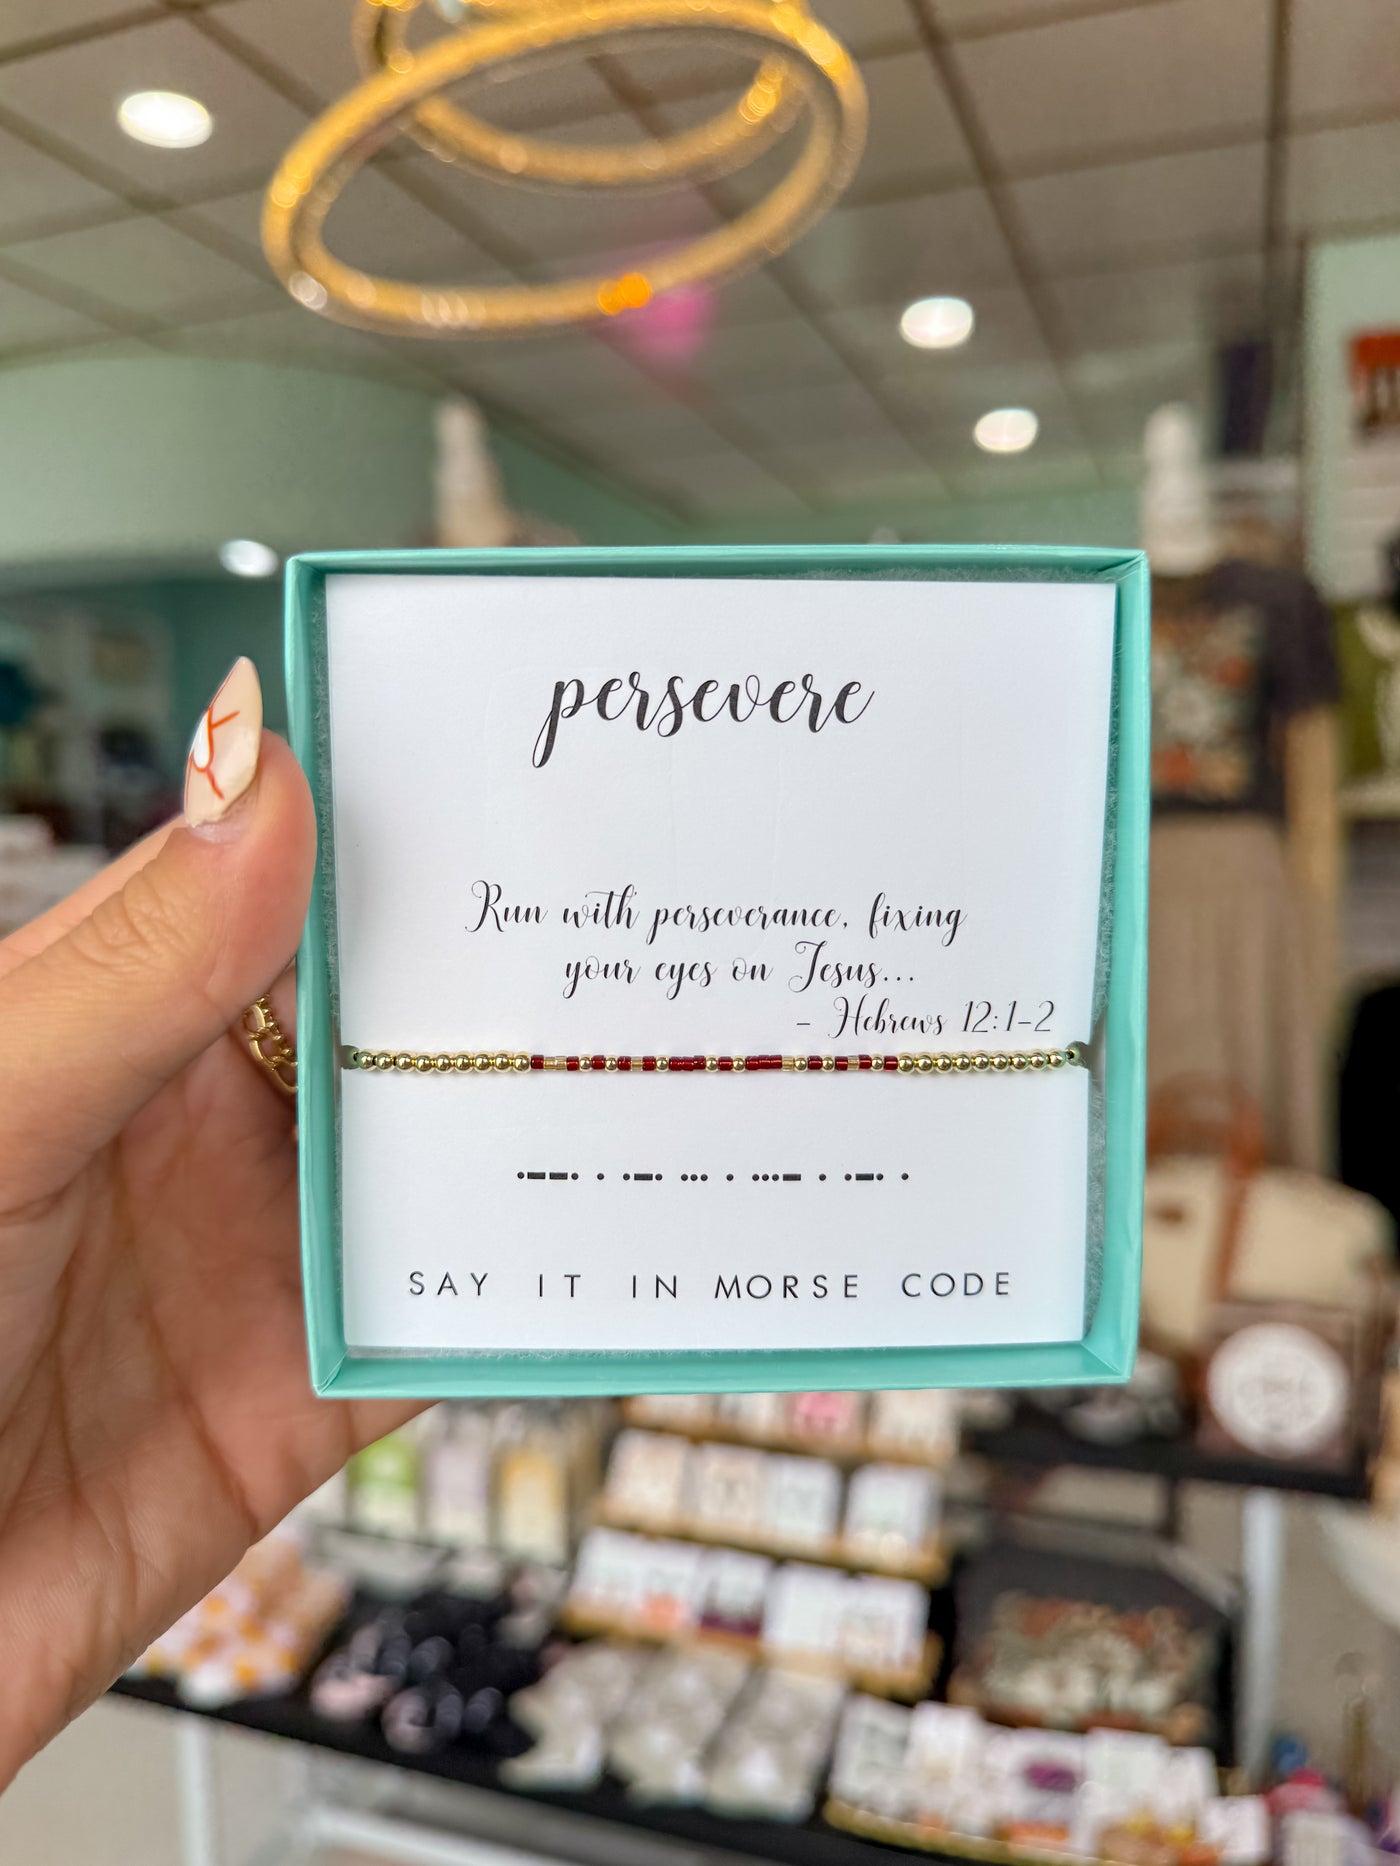 persevere
Run with perseverance, fixing
your eyes on Jesus...
- Hebrews 12:1-2
•――• • •―• ••• • •••― • •―• •
SAY IT IN MORSE CODE